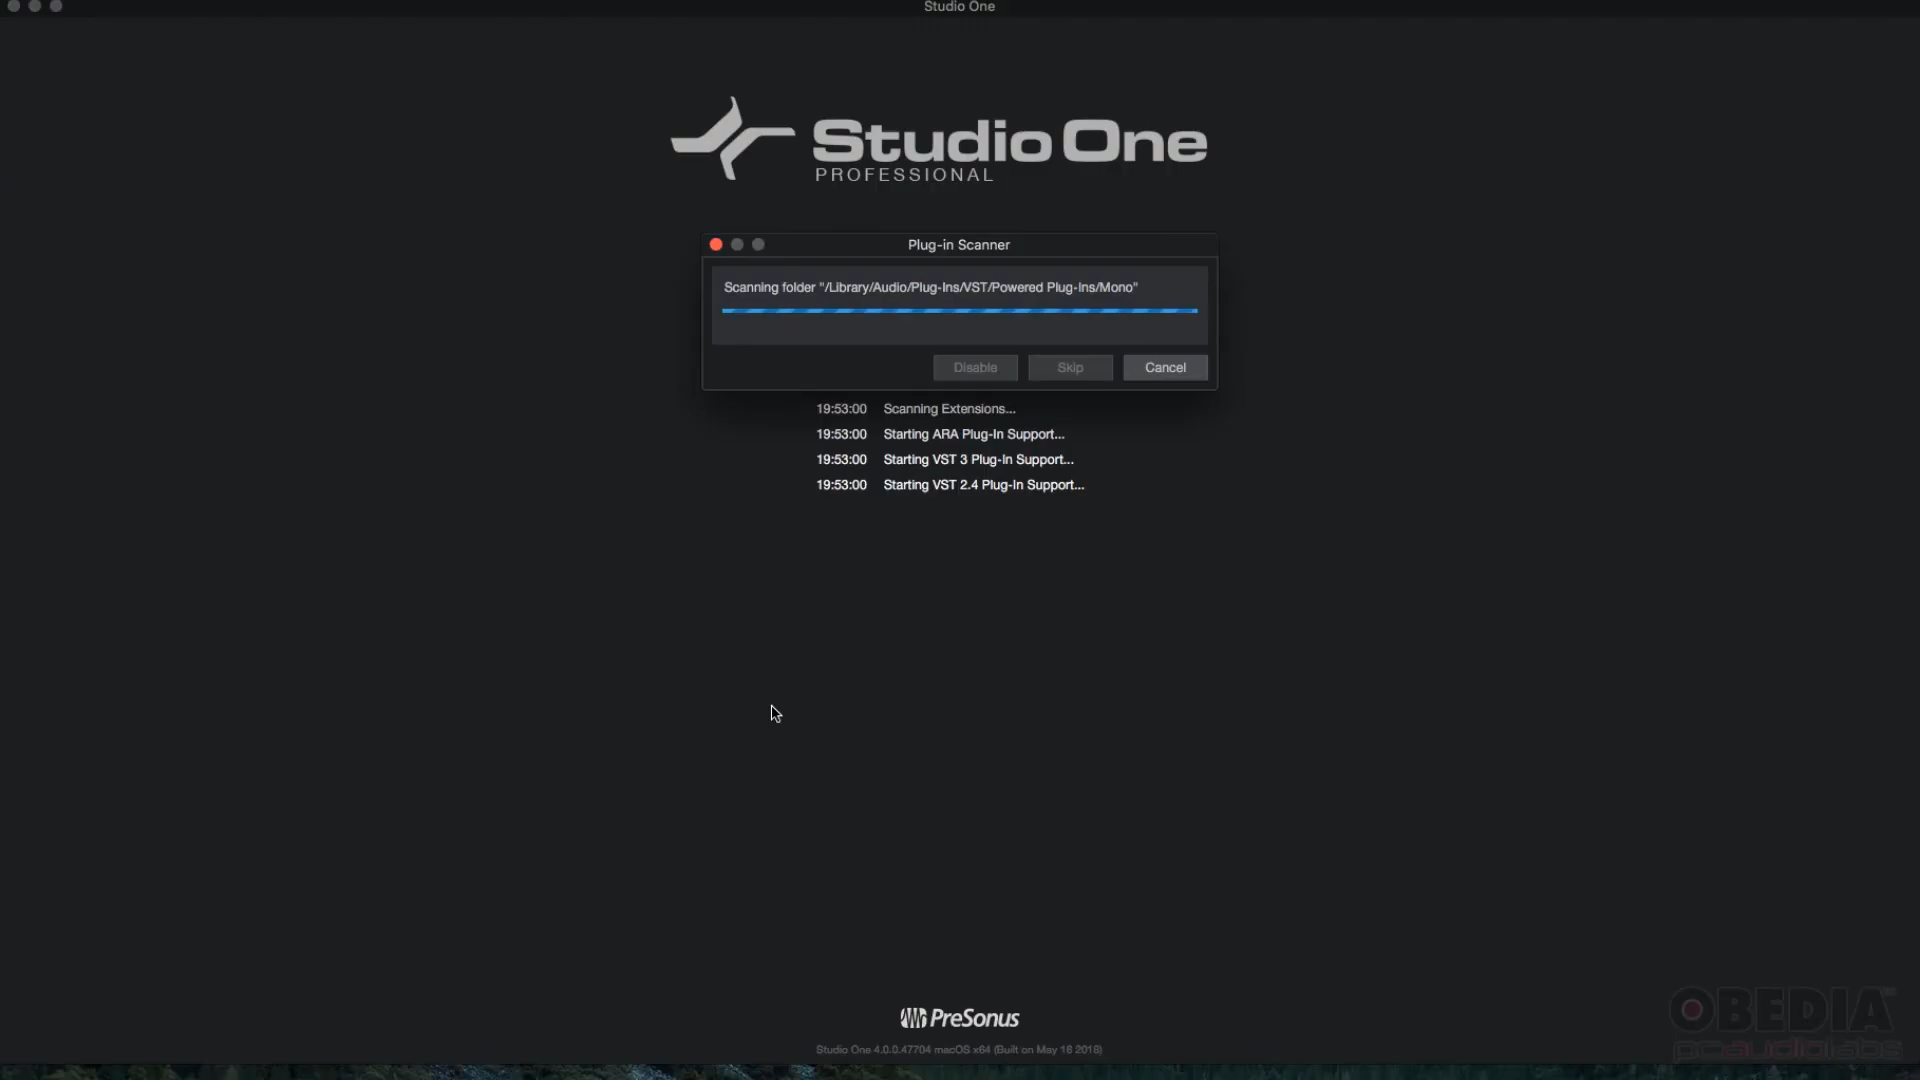 Studio One
Studio One
PROFESSIONAL
Plug-in Scanner
Scanning folder "/Library/Audio/Plug-Ins/VST/Powered Plug-Ins/Mono"
Disable Skip Cancel
19:53:00 Scanning Extensions...
19:53:00 Starting ARA Plug-In Support...
19:53:00 Starting VST 3 Plug-In Support...
19:53:00 Starting VST 2.4 Plug-In Support...
PreSonus
Studio One 4.0.0.47704 macOS x64 (Built on May 16 2018)
OBEDIA
pcaudiolabs